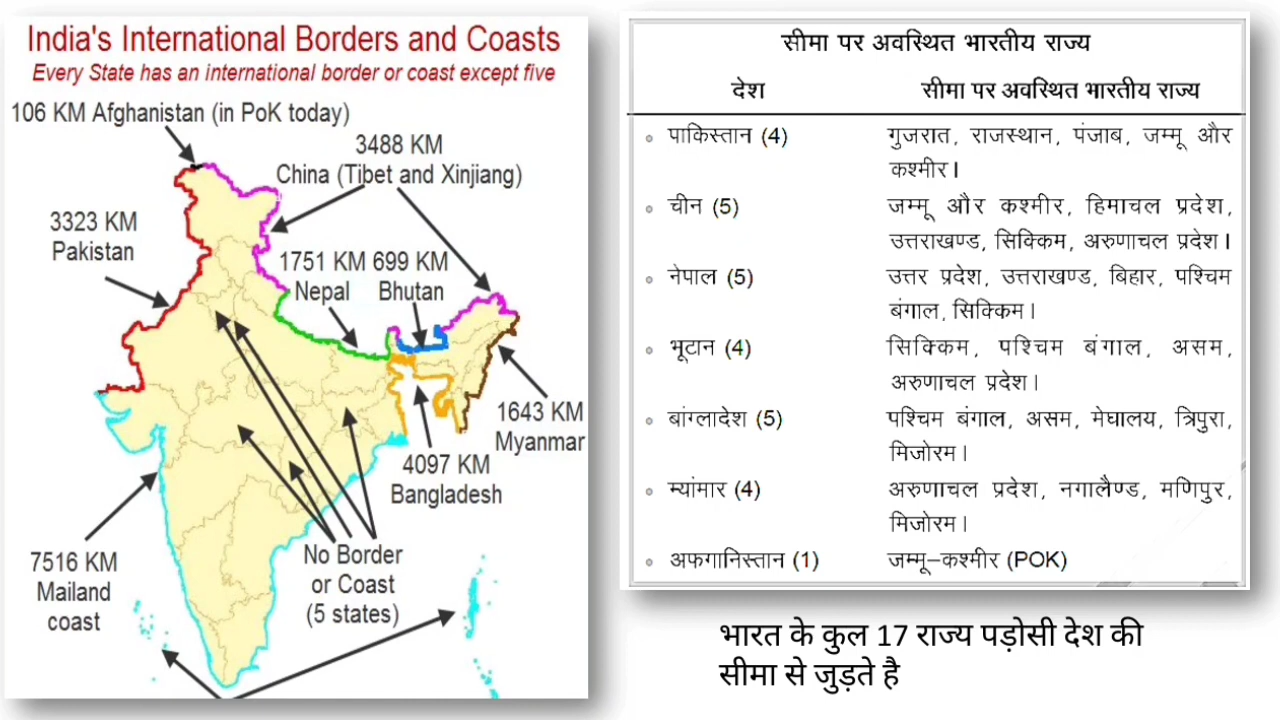 India's International Borders and Coasts
Every State has an international border or coast except five
106 KM Afghanistan (in PoK today)
3488 KM
China (Tibet and Xinjiang)
3323 KM
Pakistan
1751 KM
Nepal
699 KM
Bhutan
1643 KM
Myanmar
4097 KM
Bangladesh
7516 KM
Mailand
coast
No Border
or Coast
(5 states)
सीमा पर अवस्थित भारतीय राज्य
देश सीमा पर अवस्थित भारतीय राज्य
पाकिस्तान (4) गुजरात, राजस्थान, पंजाब, जम्मू और
कश्मीर।
चीन (5) जम्मू और कश्मीर, हिमाचल प्रदेश,
उत्तराखण्ड, सिक्किम, अरुणाचल प्रदेश।
नेपाल (5) उत्तर प्रदेश, उत्तराखण्ड, बिहार, पश्चिम
बंगाल, सिक्किम।
भूटान (4) सिक्किम, पश्चिम बंगाल, असम,
अरुणाचल प्रदेश।
बांग्लादेश (5) पश्चिम बंगाल, असम, मेघालय, त्रिपुरा,
मिजोरम।
म्यांमार (4) अरुणाचल प्रदेश, नगालैण्ड, मणिपुर,
मिजोरम।
अफगानिस्तान (1) जम्मू–कश्मीर (POK)
भारत के कुल 17 राज्य पड़ोसी देश की
सीमा से जुड़ते है